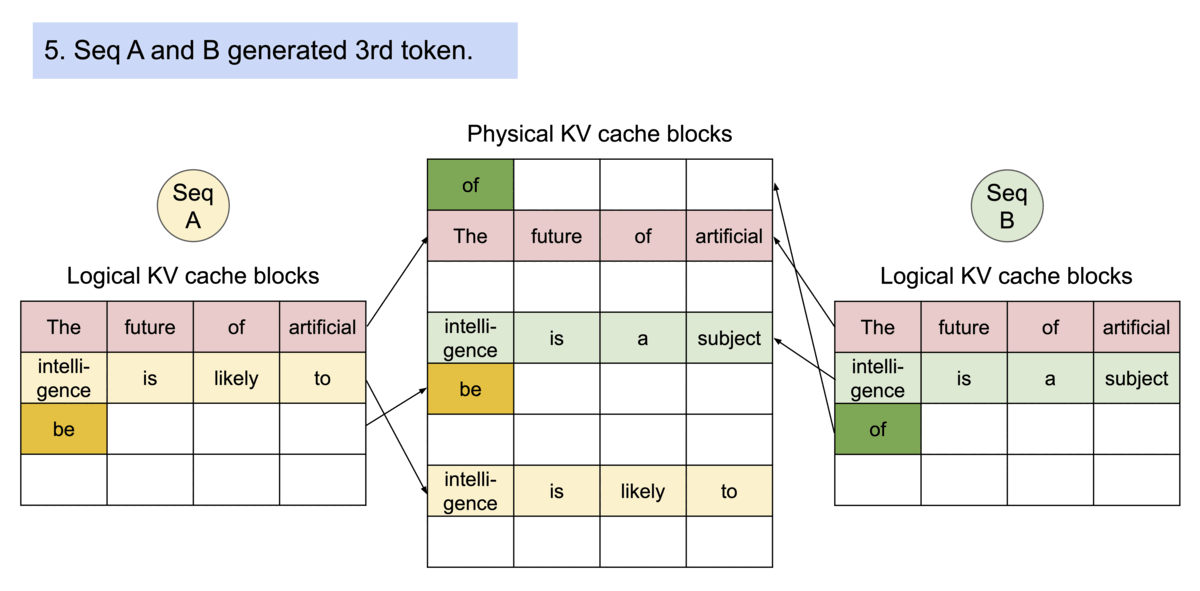 5. Seq A and B generated 3rd token.
Physical KV cache blocks
of
The future of artificial
intelli-
gence is a subject
be
intelli-
gence is likely to
Seq
A
Logical KV cache blocks
The future of artificial
intelli-
gence is likely to
be
Seq
B
Logical KV cache blocks
The future of artificial
intelli-
gence is a subject
of